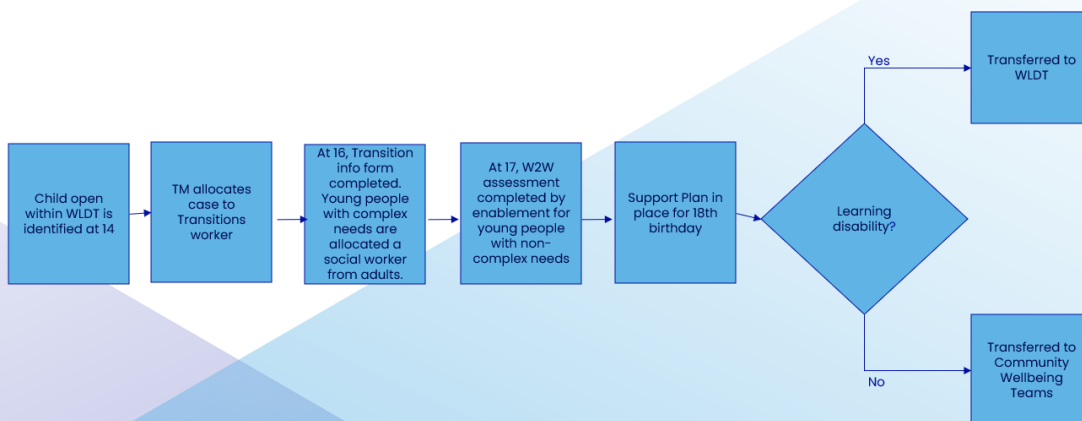 Child open
within WLDT is
identified at 14
TM allocates
case to
Transitions
worker
At 16, Transition
info form
completed.
Young people
with complex
needs are
allocated a
social worker
from adults.
At 17, W2W
assessment
completed by
enablement for
young people
with non-
complex needs
Support Plan in
place for 18th
birthday
Learning
disability?
Yes
Transferred to
WLDT
No
Transferred to
Community
Wellbeing
Teams